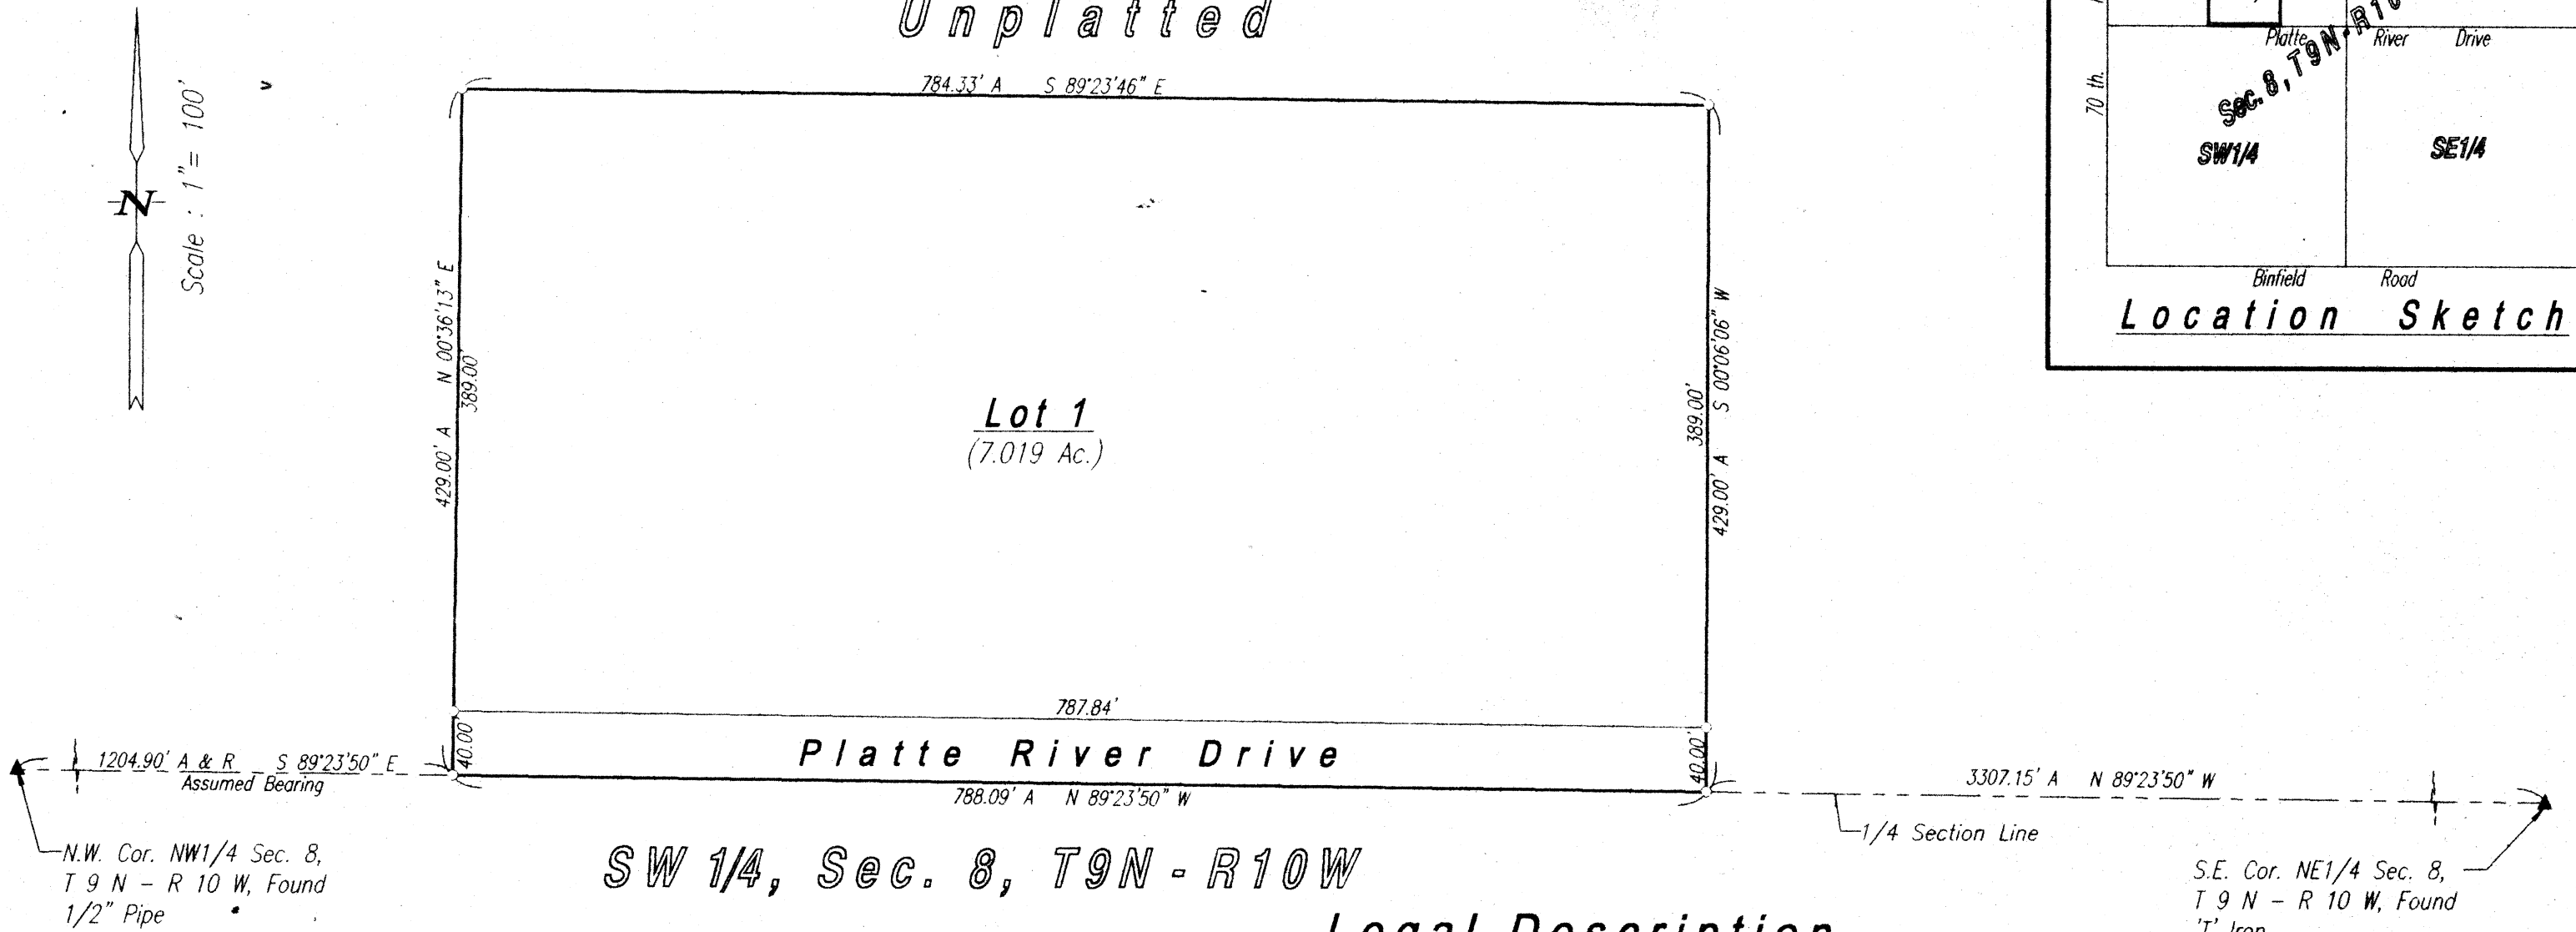 Unplatted
N
Scale : 1"= 100'
784.33' A S 89°23'46" E
429.00' A N 00°36'13" E
389.00'
389.00'
429.00' A S 00°06'06" W
Lot 1
(7.019 Ac.)
787.84'
40.00
Platte River Drive
40.00'
1204.90' A & R S 89°23'50" E
Assumed Bearing
788.09' A N 89°23'50" W
3307.15' A N 89°23'50" W
1/4 Section Line
N.W. Cor. NW1/4 Sec. 8,
T 9 N - R 10 W, Found
1/2" Pipe
SW 1/4, Sec. 8, T9N - R10W
S.E. Cor. NE1/4 Sec. 8,
T 9 N - R 10 W, Found
'T' Iron
Legal Description
Platte River Drive
Sec. 8, T9N-R10
70 th.
SW1/4
SE1/4
Binfield Road
Location Sketch